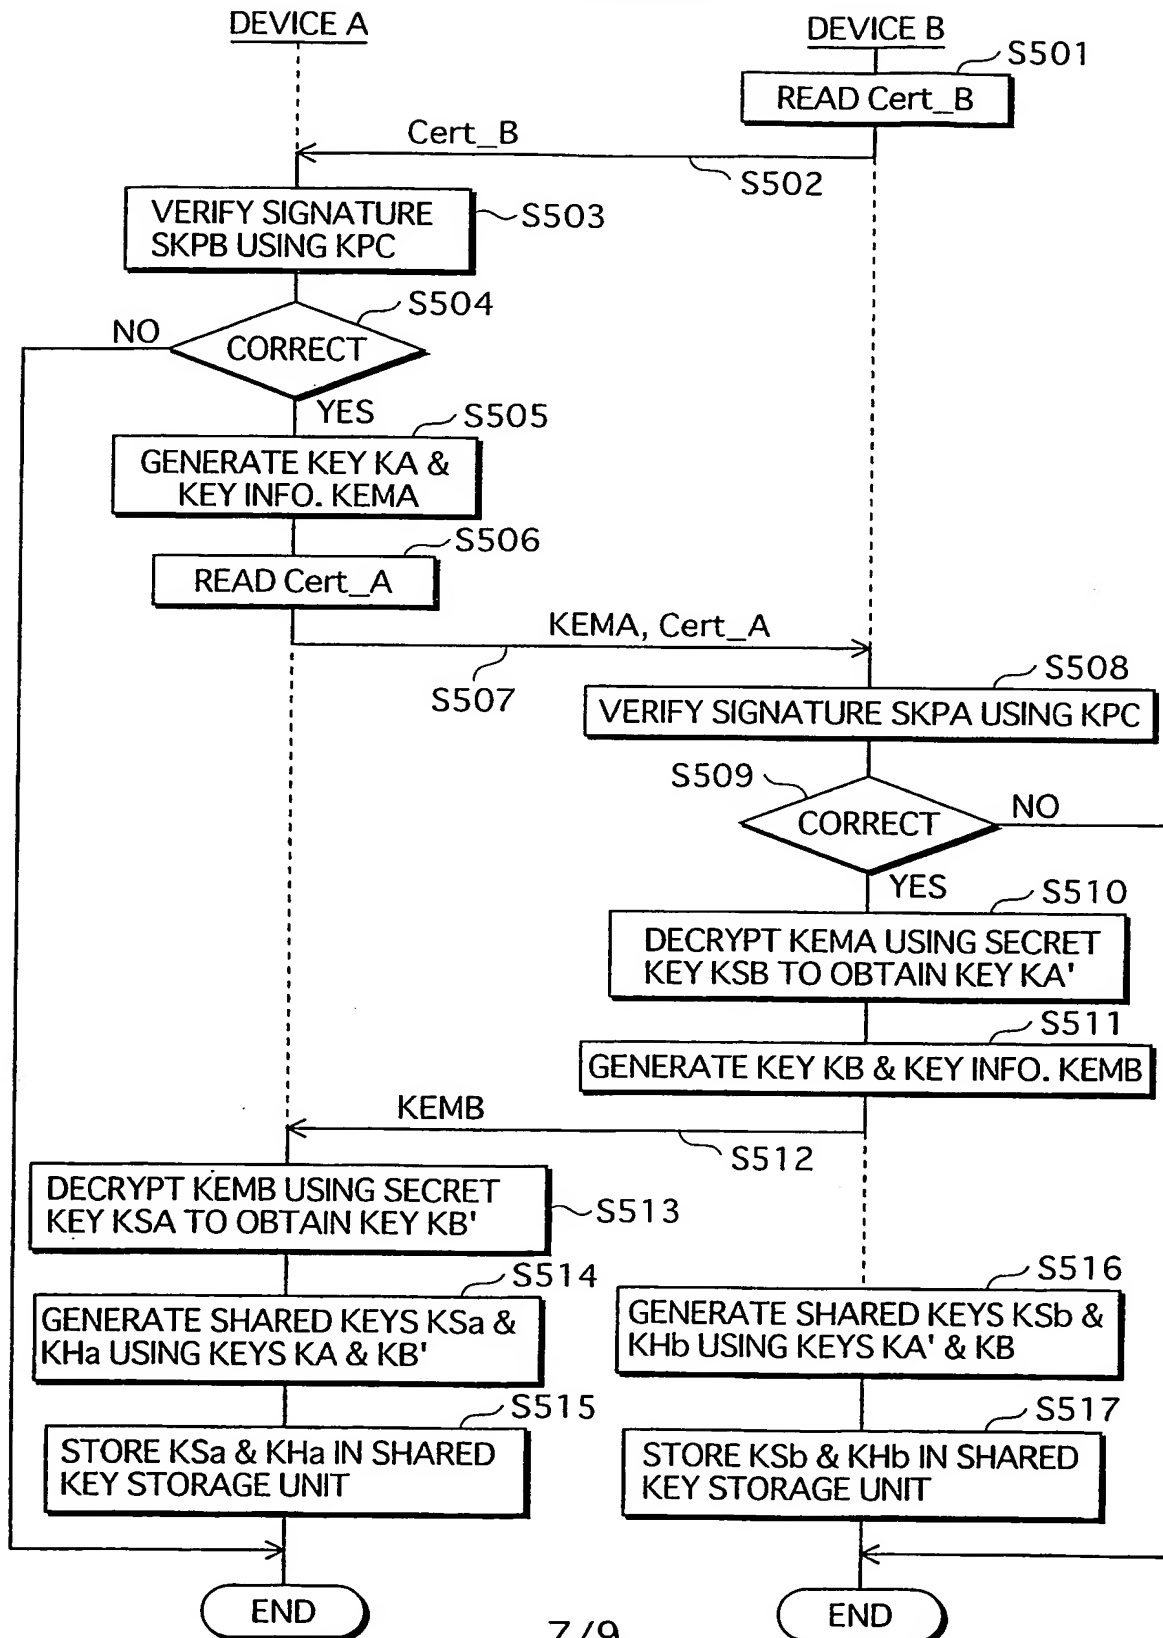 DEVICE A
DEVICE B
S501
READ Cert_B
Cert_B
S502
VERIFY SIGNATURE
SKPB USING KPC
S503
S504
NO
CORRECT
YES
S505
GENERATE KEY KA &
KEY INFO. KEMA
S506
READ Cert_A
KEMA, Cert_A
S507
S508
VERIFY SIGNATURE SKPA USING KPC
S509
CORRECT
NO
YES
S510
DECRYPT KEMA USING SECRET
KEY KSB TO OBTAIN KEY KA'
S511
GENERATE KEY KB & KEY INFO. KEMB
KEMB
S512
DECRYPT KEMB USING SECRET
KEY KSA TO OBTAIN KEY KB'
S513
S514
GENERATE SHARED KEYS KSa &
KHa USING KEYS KA & KB'
S516
GENERATE SHARED KEYS KSb &
KHb USING KEYS KA' & KB
S515
STORE KSa & KHa IN SHARED
KEY STORAGE UNIT
S517
STORE KSb & KHb IN SHARED
KEY STORAGE UNIT
END
END
7/9